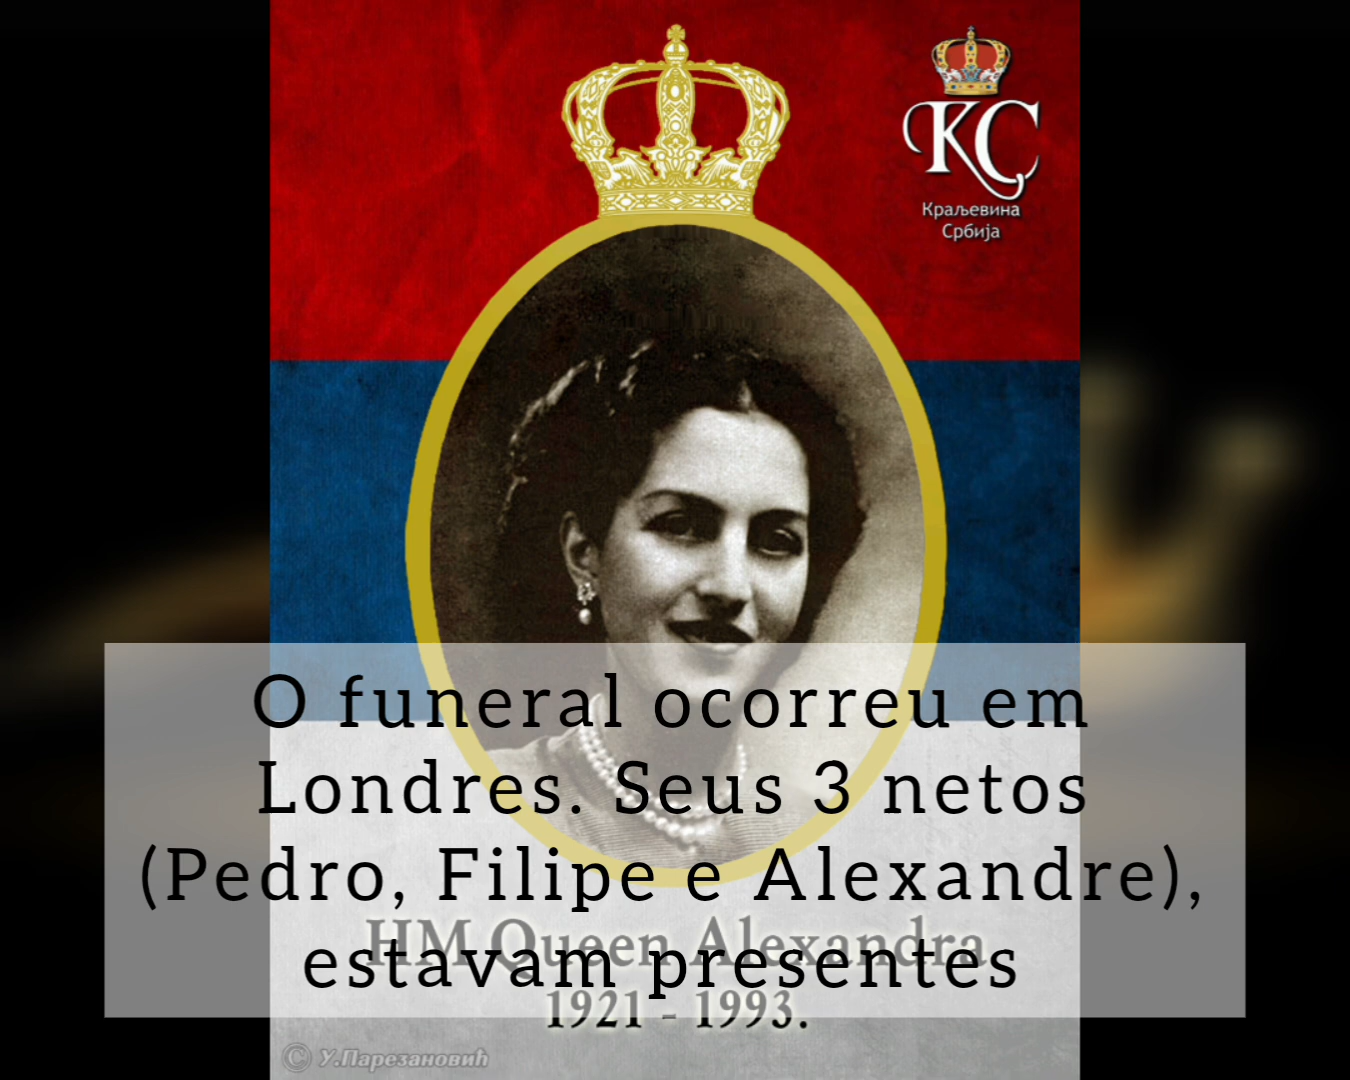 KC
Краљевина
Србија
O funeral ocorreu em
Londres. Seus 3 netos
(Pedro, Filipe e Alexandre),
estavam presentes
HM Queen Alexandra
1921 - 1993.
© У.Парезановић